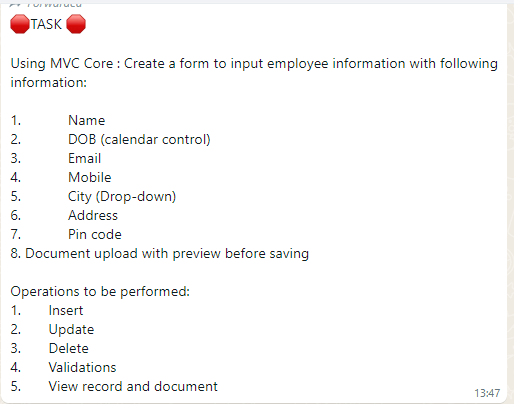 Forwarded
🛑TASK 🛑
Using MVC Core : Create a form to input employee information with following
information:
1. Name
2. DOB (calendar control)
3. Email
4. Mobile
5. City (Drop-down)
6. Address
7. Pin code
8. Document upload with preview before saving
Operations to be performed:
1. Insert
2. Update
3. Delete
4. Validations
5. View record and document
13:47